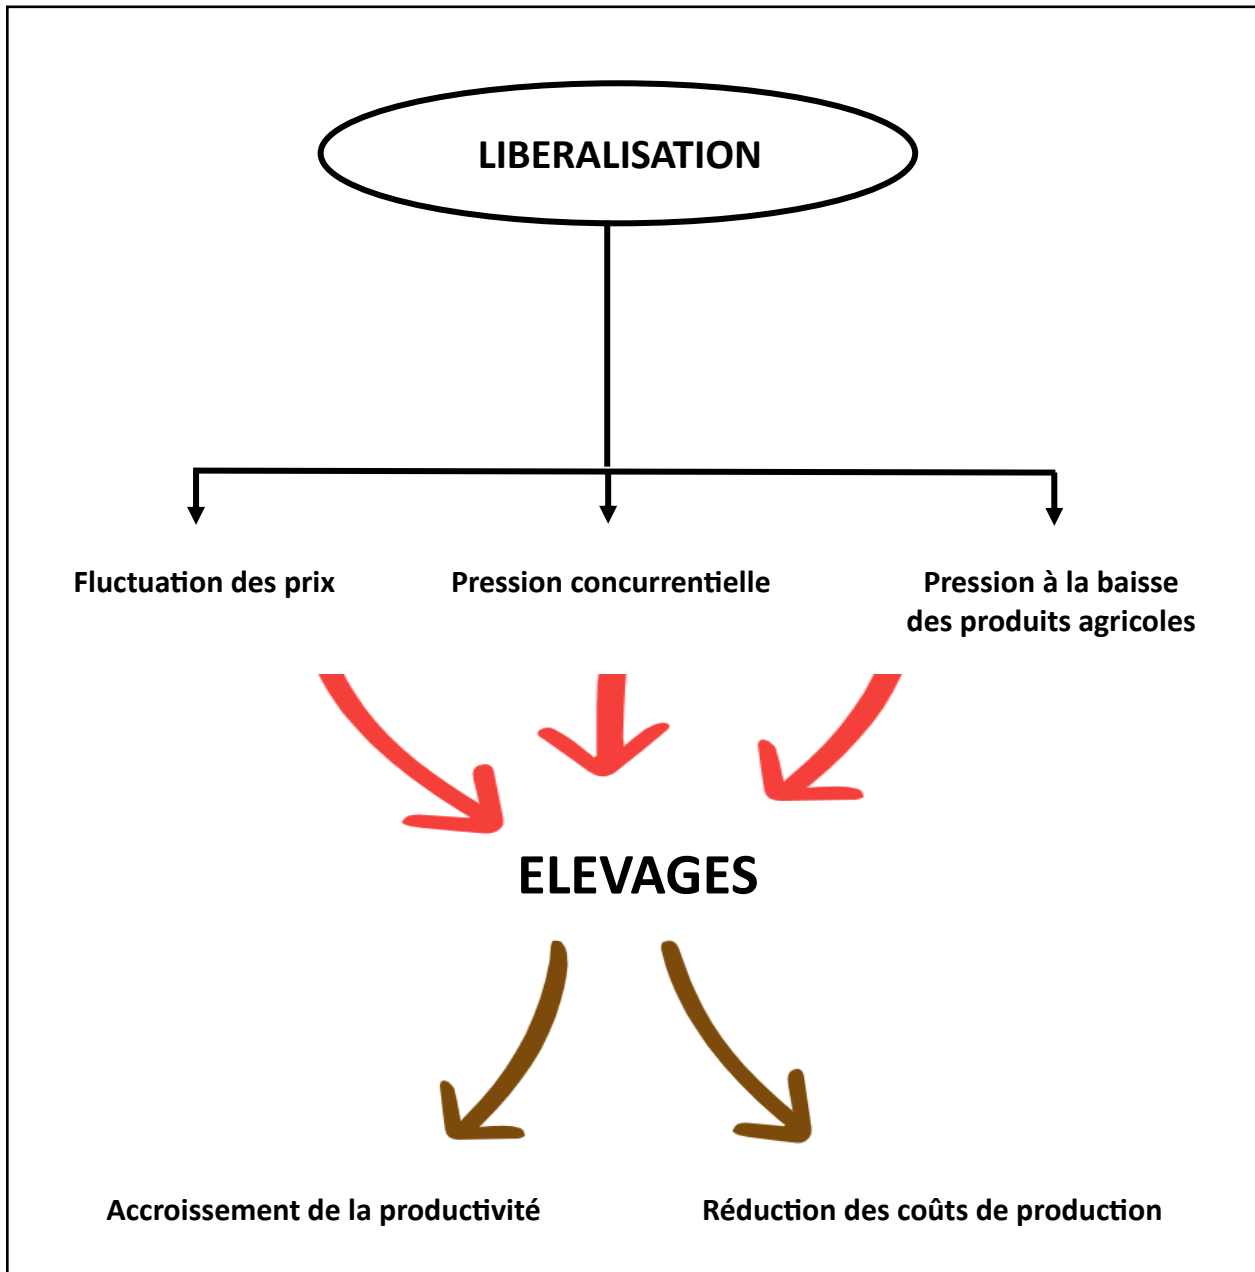 LIBERALISATION
Fluctuation des prix
Pression concurrentielle
Pression à la baisse
des produits agricoles
ELEVAGES
Accroissement de la productivité
Réduction des coûts de production